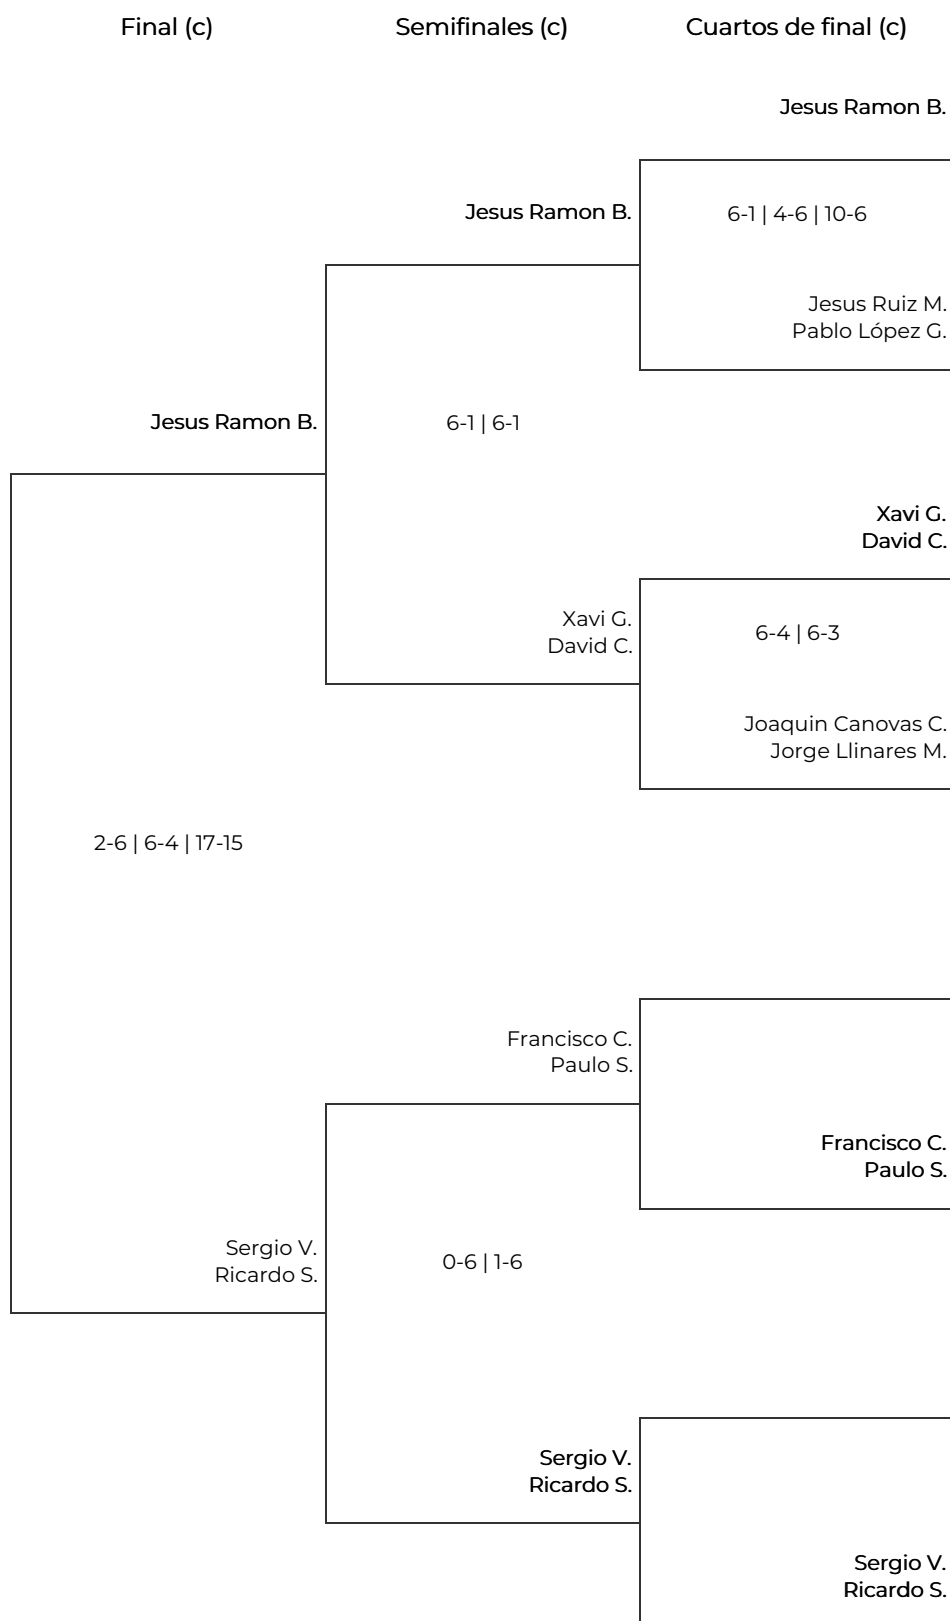 Final (c)
Semifinales (c)
Cuartos de final (c)
Jesus Ramon B.
Jesus Ramon B.
6-1 | 4-6 | 10-6
Jesus Ruiz M.
Pablo López G.
Jesus Ramon B.
6-1 | 6-1
Xavi G.
David C.
Xavi G.
David C.
6-4 | 6-3
Joaquin Canovas C.
Jorge Llinares M.
2-6 | 6-4 | 17-15
Francisco C.
Paulo S.
Francisco C.
Paulo S.
Sergio V.
Ricardo S.
0-6 | 1-6
Sergio V.
Ricardo S.
Sergio V.
Ricardo S.